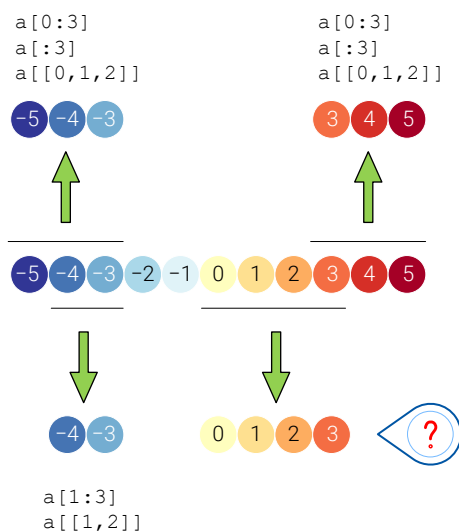 a[0:3] a[0:3]
a[:3] a[:3]
a[[0,1,2]] a[[0,1,2]]
−5 −4 −3 3 4 5
−5 −4 −3 −2 −1 0 1 2 3 4 5
−4 −3 0 1 2 3 ?
a[1:3]
a[[1,2]]